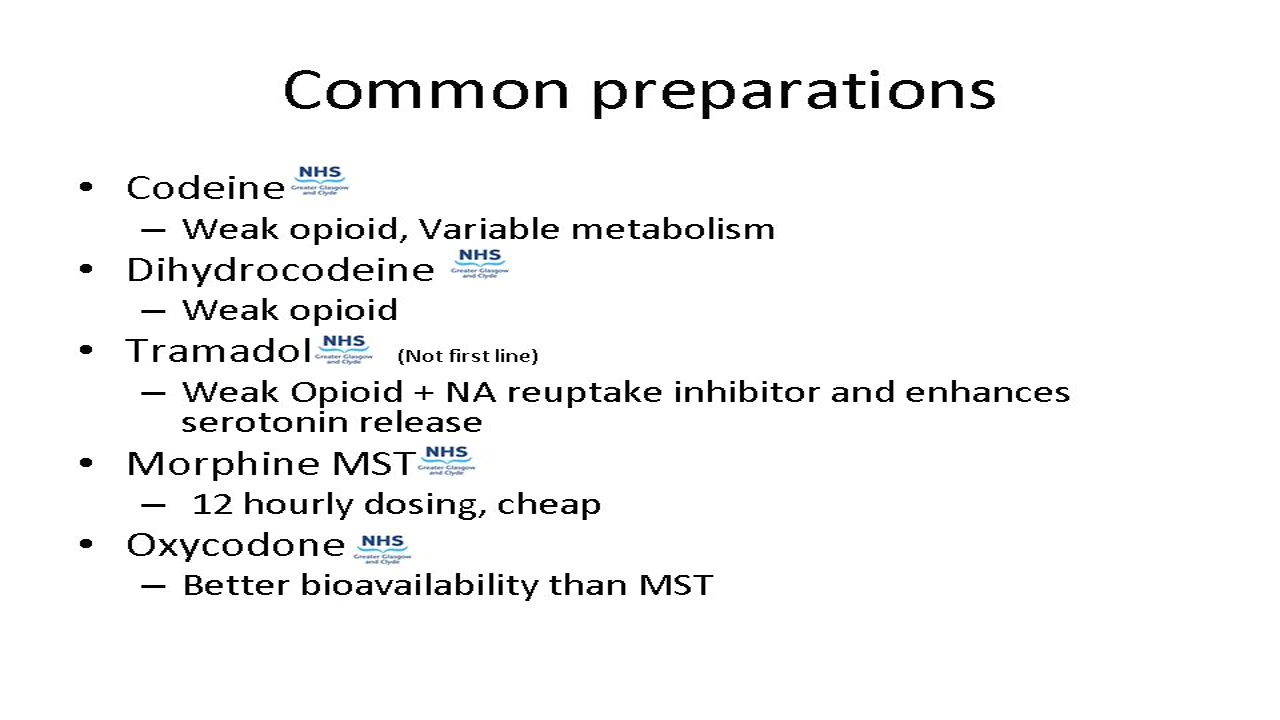 Common preparations
• Codeine NHS Greater Glasgow and Clyde
– Weak opioid, Variable metabolism
• Dihydrocodeine NHS Greater Glasgow and Clyde
– Weak opioid
• Tramadol NHS Greater Glasgow and Clyde (Not first line)
– Weak Opioid + NA reuptake inhibitor and enhances
serotonin release
• Morphine MST NHS Greater Glasgow and Clyde
– 12 hourly dosing, cheap
• Oxycodone NHS Greater Glasgow and Clyde
– Better bioavailability than MST